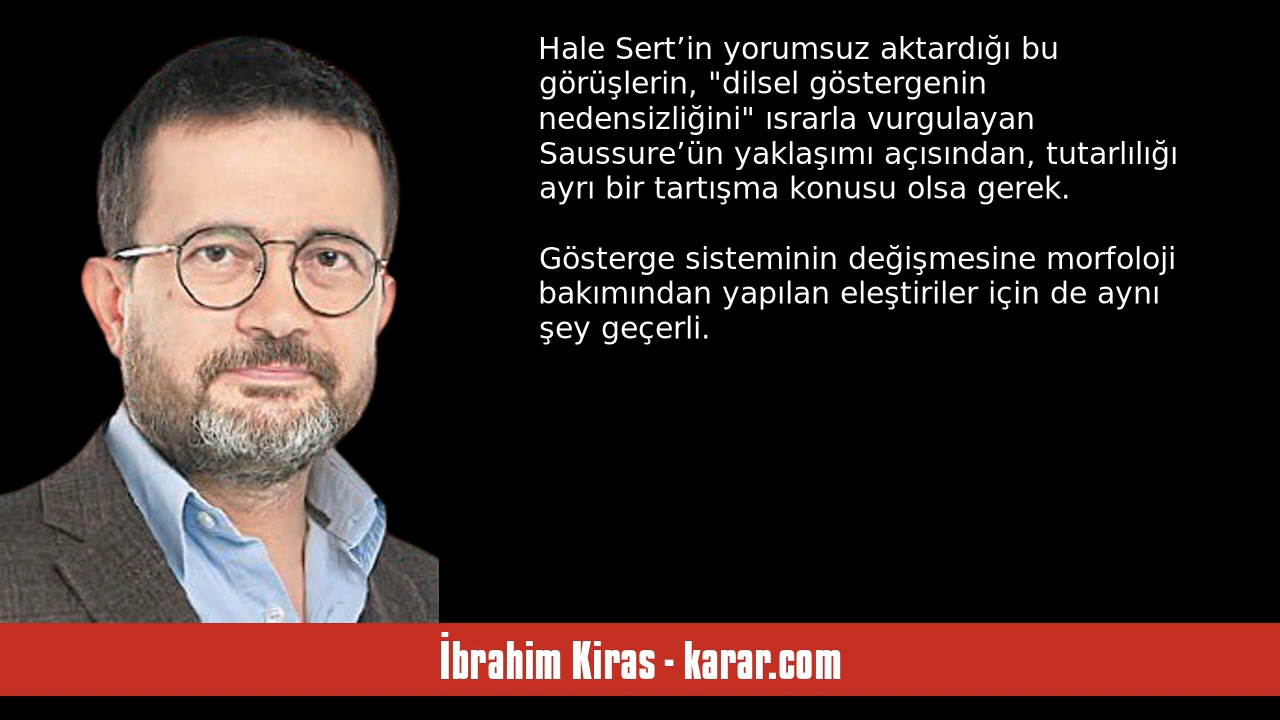 Hale Sert’in yorumsuz aktardığı bu
görüşlerin, "dilsel göstergenin
nedensizliğini" ısrarla vurgulayan
Saussure’ün yaklaşımı açısından, tutarlılığı
ayrı bir tartışma konusu olsa gerek.
Gösterge sisteminin değişmesine morfoloji
bakımından yapılan eleştiriler için de aynı
şey geçerli.
İbrahim Kiras - karar.com